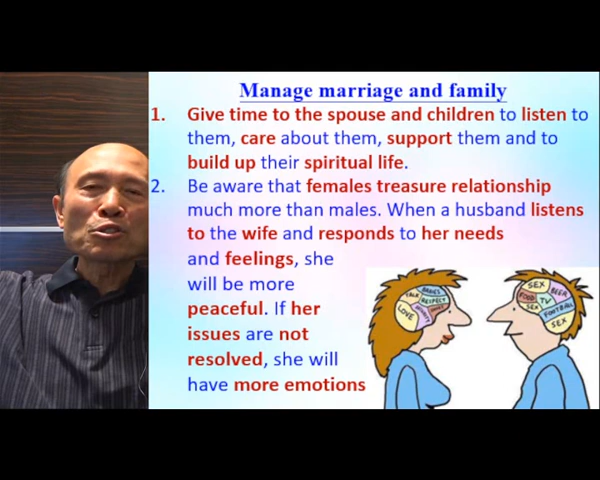 Manage marriage and family
1. Give time to the spouse and children to listen to
them, care about them, support them and to
build up their spiritual life.
2. Be aware that females treasure relationship
much more than males. When a husband listens
to the wife and responds to her needs
and feelings, she
will be more
peaceful. If her
issues are not
resolved, she will
have more emotions
BABIES
TALK
RESPECT
LOVE
SEX
BEER
FOOD
TV
SEX
FOOTBALL
SEX